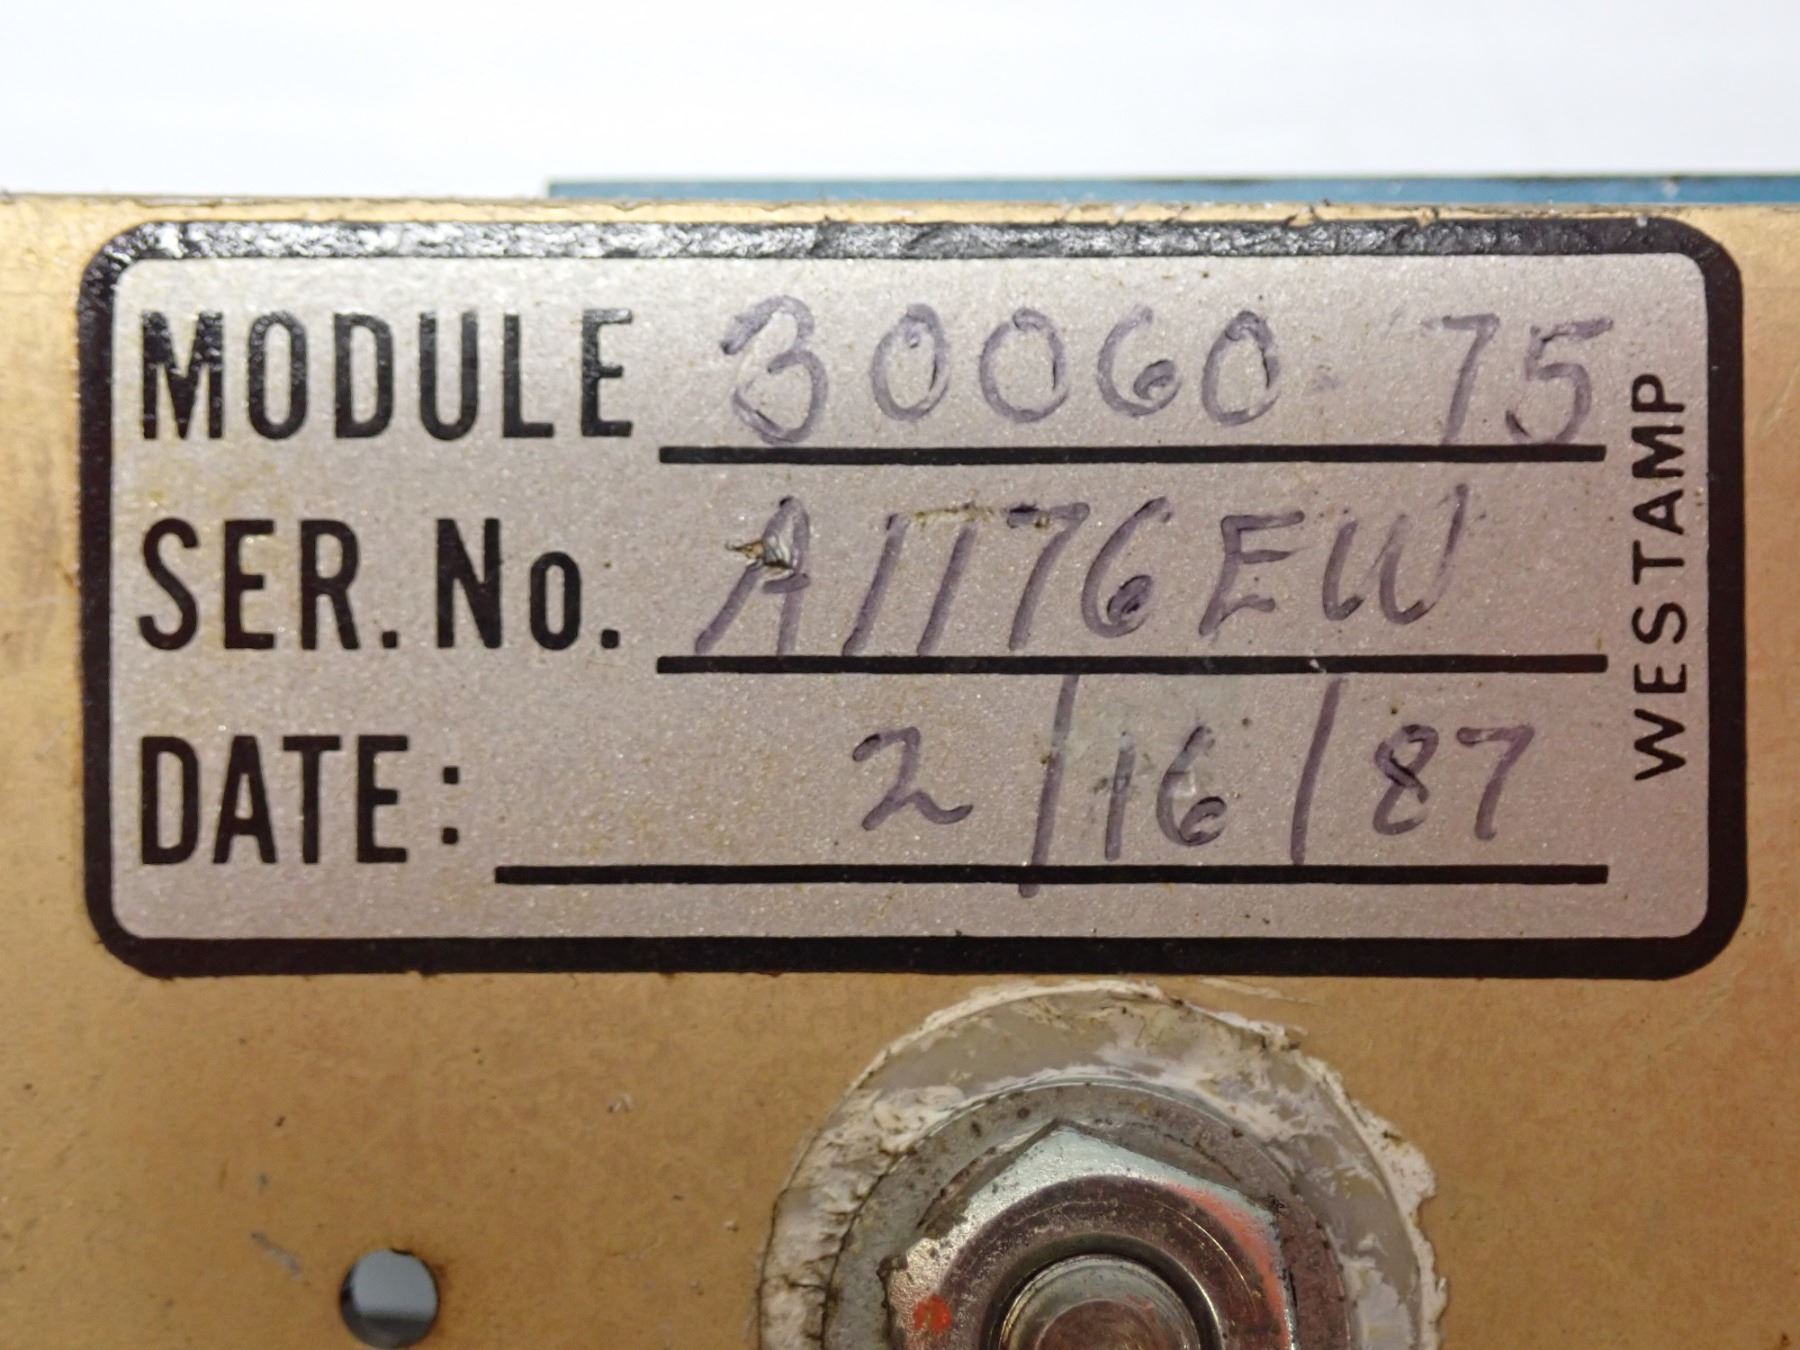 MODULE 30060-75
SER. No. A1176EW
DATE: 2/16/87
WESTAMP